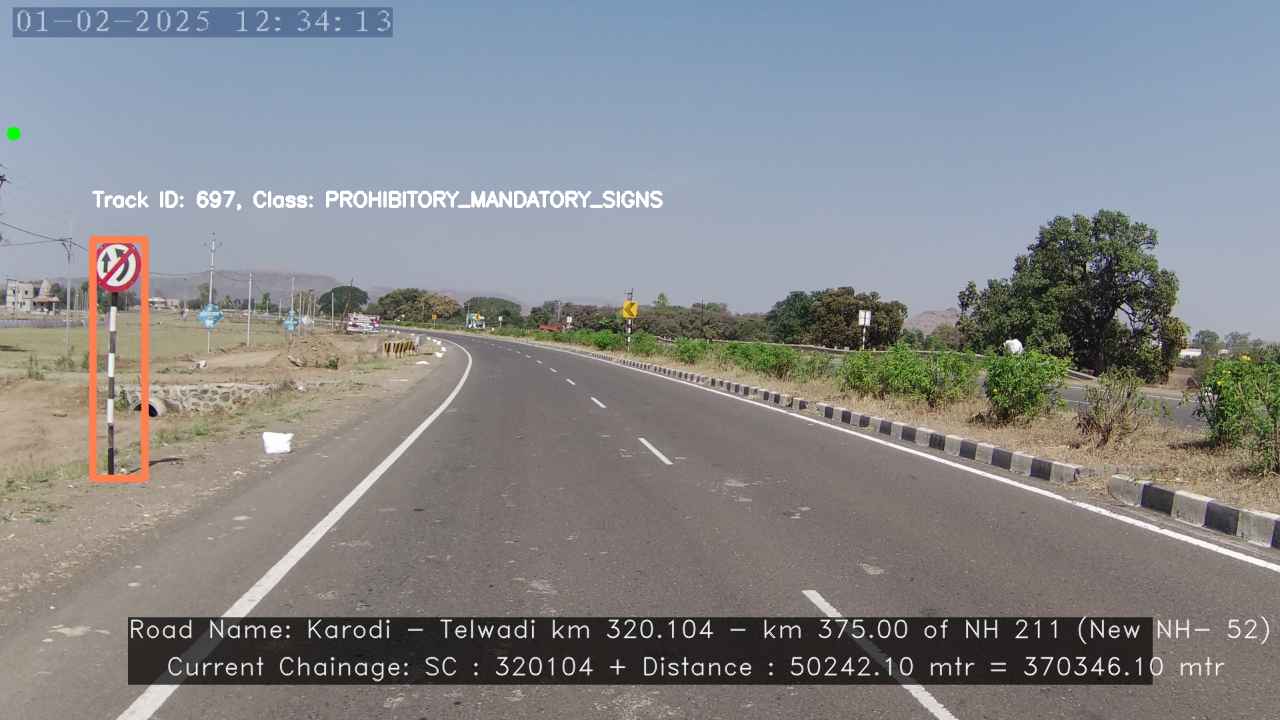 01-02-2025 12:34:13
Track ID: 697, Class: PROHIBITORY_MANDATORY_SIGNS
Road Name: Karodi - Telwadi km 320.104 - km 375.00 of NH 211 (New NH- 52)
Current Chainage: SC : 320104 + Distance : 50242.10 mtr = 370346.10 mtr